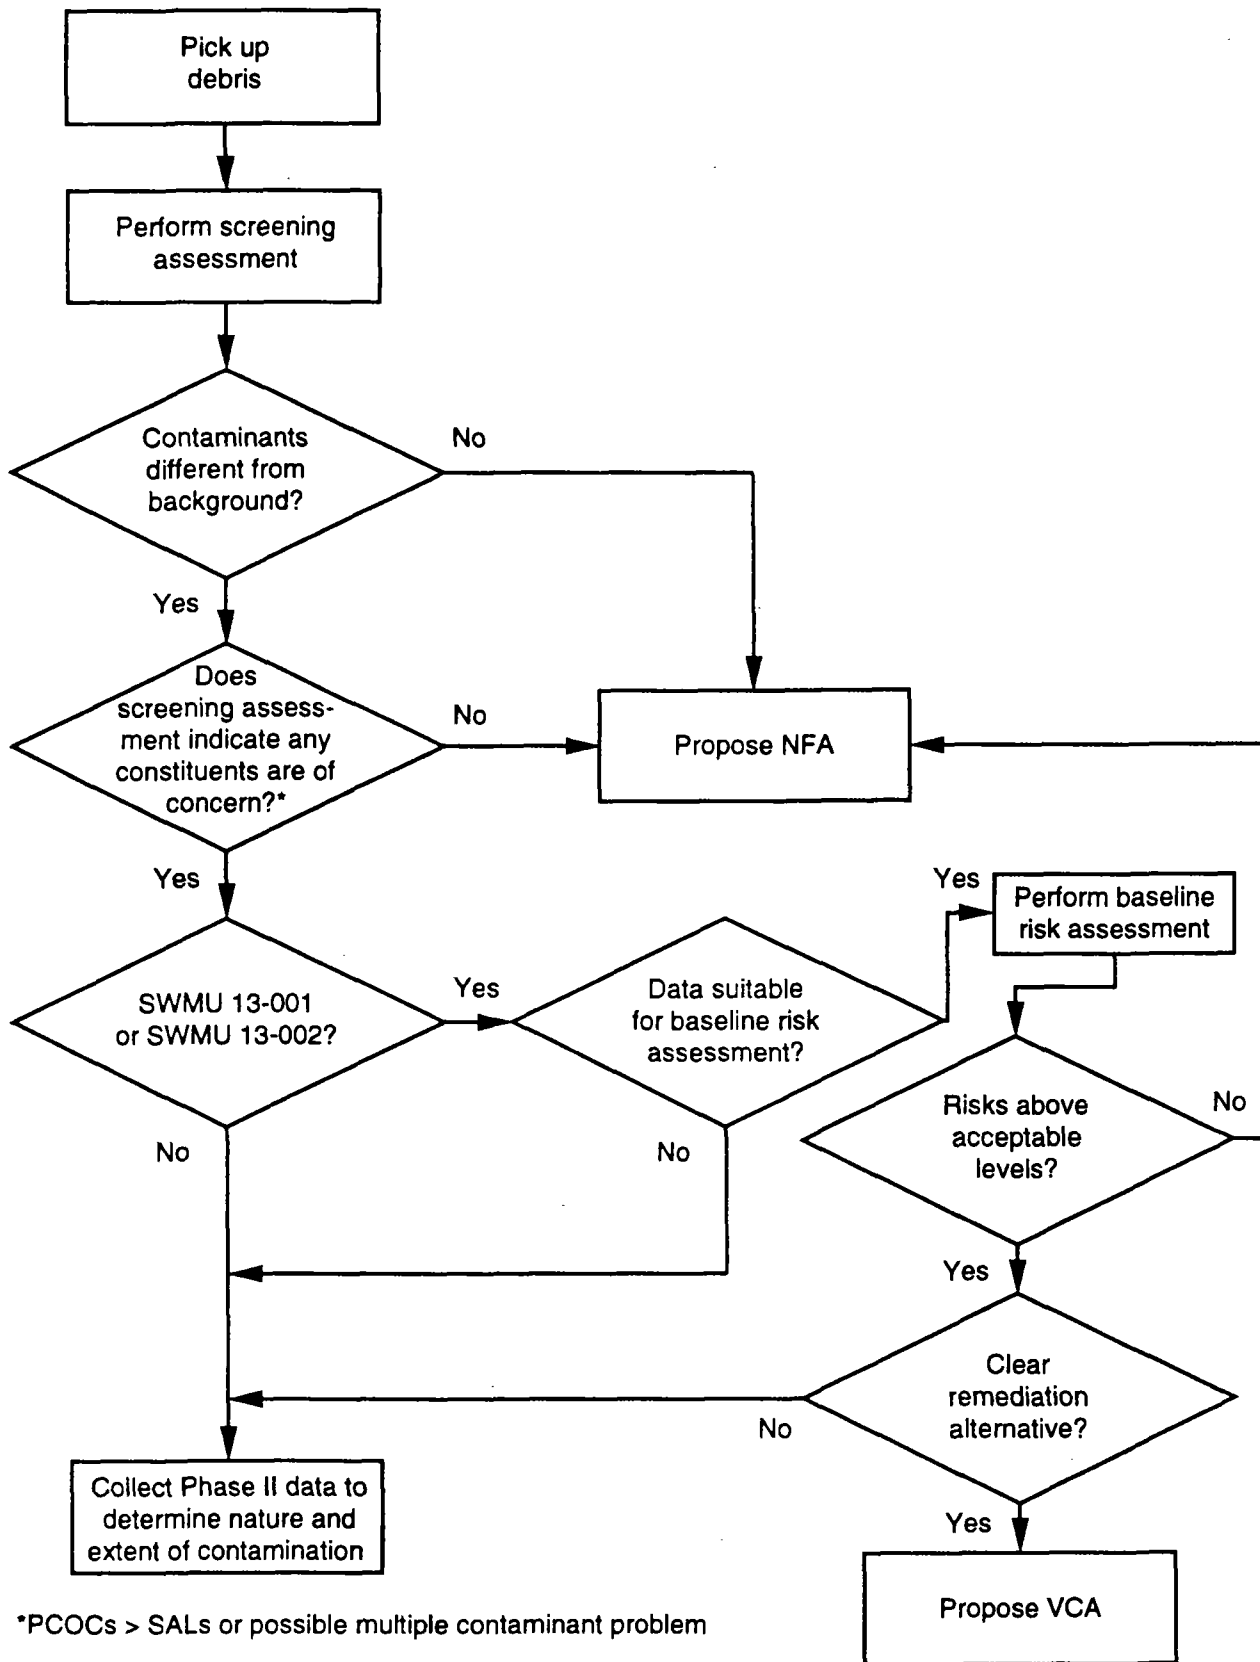 Pick up
debris
Perform screening
assessment
Contaminants
different from
background?
No
Yes
Does
screening assess-
ment indicate any
constituents are of
concern?*
No
Propose NFA
Yes
SWMU 13-001
or SWMU 13-002?
Yes
Data suitable
for baseline risk
assessment?
Yes
Perform baseline
risk assessment
No
No
Risks above
acceptable
levels?
No
Yes
Clear
remediation
alternative?
No
Yes
Collect Phase II data to
determine nature and
extent of contamination
Propose VCA
*PCOCs > SALs or possible multiple contaminant problem